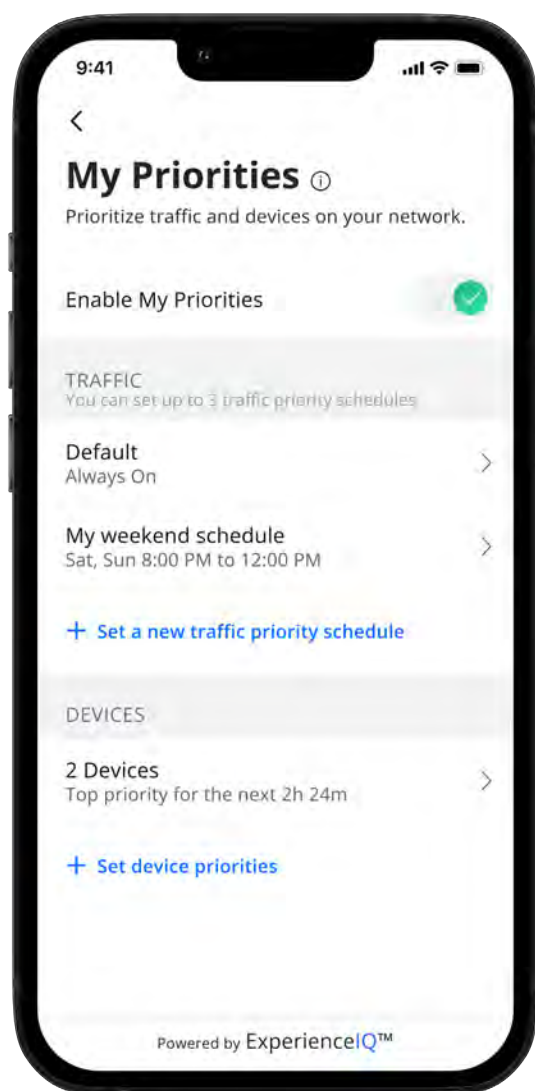 9:41
My Priorities
Prioritize traffic and devices on your network.
Enable My Priorities
TRAFFIC
You can set up to 3 traffic priority schedules
Default
Always On
My weekend schedule
Sat, Sun 8:00 PM to 12:00 PM
+ Set a new traffic priority schedule
DEVICES
2 Devices
Top priority for the next 2h 24m
+ Set device priorities
Powered by ExperienceIQ™